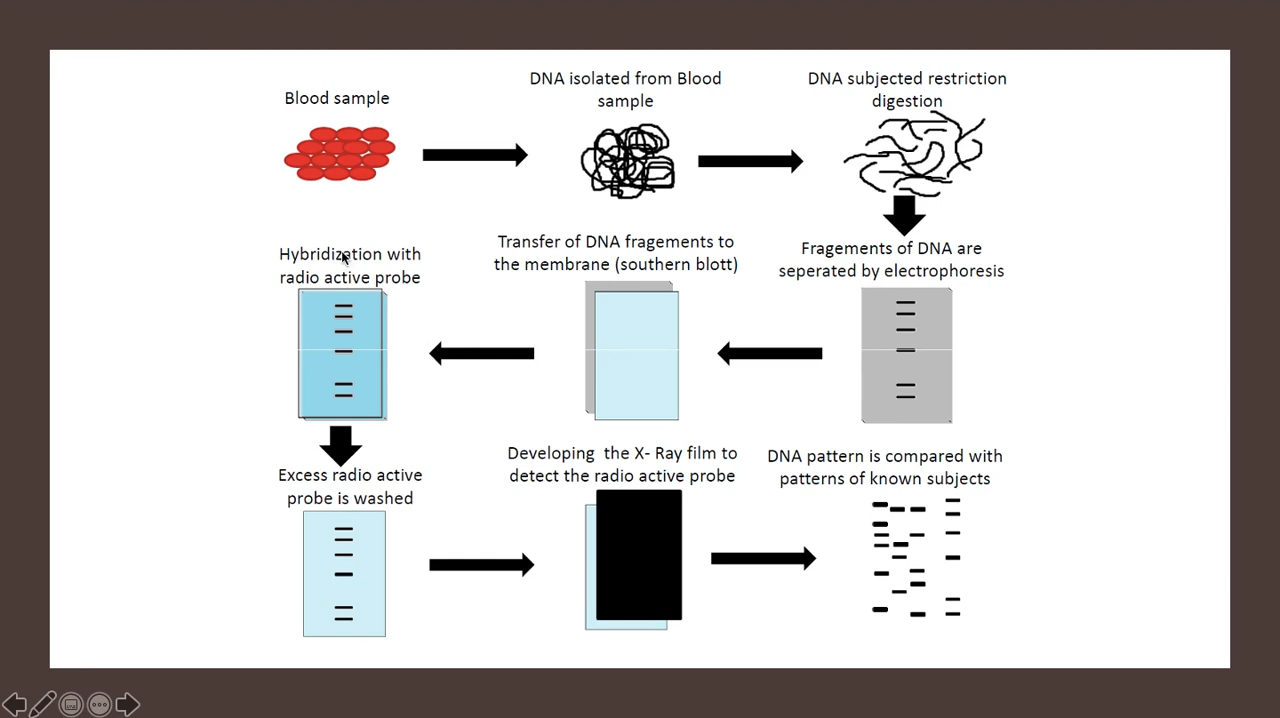 Blood sample
DNA isolated from Blood
sample
DNA subjected restriction
digestion
Hybridization with
radio active probe
Transfer of DNA fragements to
the membrane (southern blott)
Fragements of DNA are
seperated by electrophoresis
Excess radio active
probe is washed
Developing the X- Ray film to
detect the radio active probe
DNA pattern is compared with
patterns of known subjects